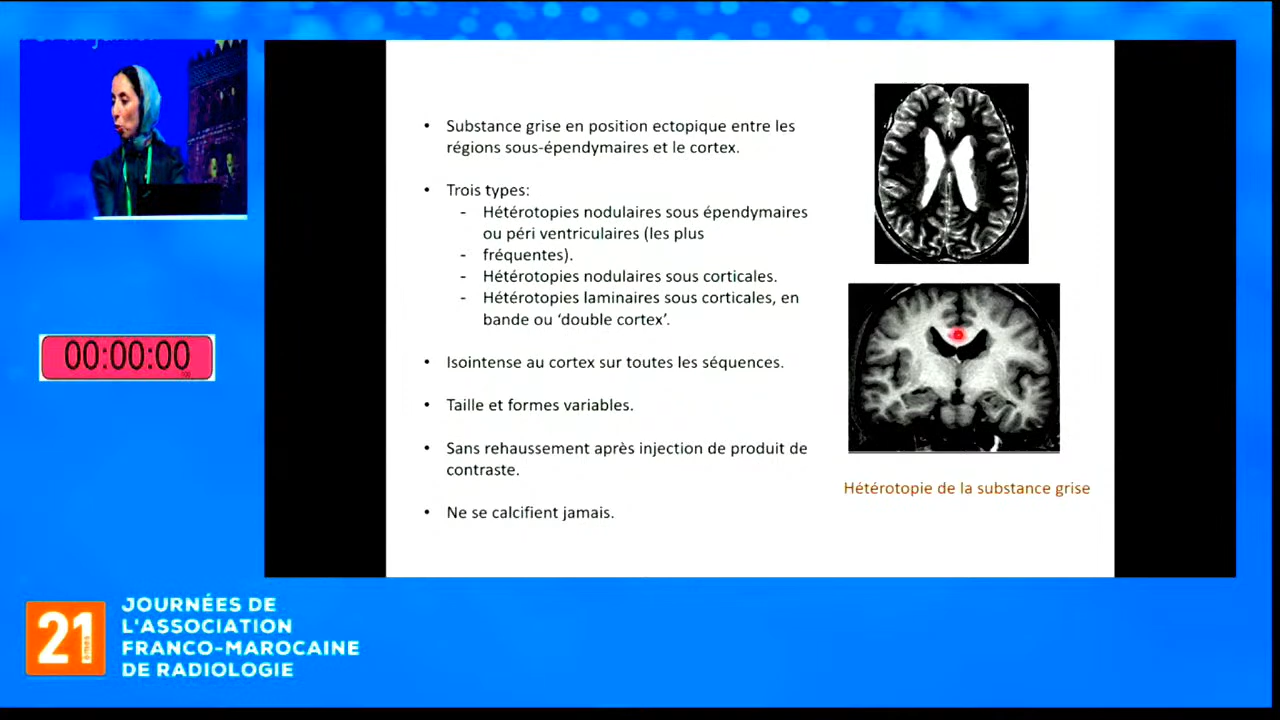 • Substance grise en position ectopique entre les
régions sous-épendymaires et le cortex.
• Trois types:
- Hétérotopies nodulaires sous épendymaires
ou péri ventriculaires (les plus
- fréquentes).
- Hétérotopies nodulaires sous corticales.
- Hétérotopies laminaires sous corticales, en
bande ou ‘double cortex’.
• Isointense au cortex sur toutes les séquences.
• Taille et formes variables.
• Sans rehaussement après injection de produit de
contraste.
• Ne se calcifient jamais.
Hétérotopie de la substance grise
00:00:00
21
èmes
JOURNÉES DE
L'ASSOCIATION
FRANCO-MAROCAINE
DE RADIOLOGIE